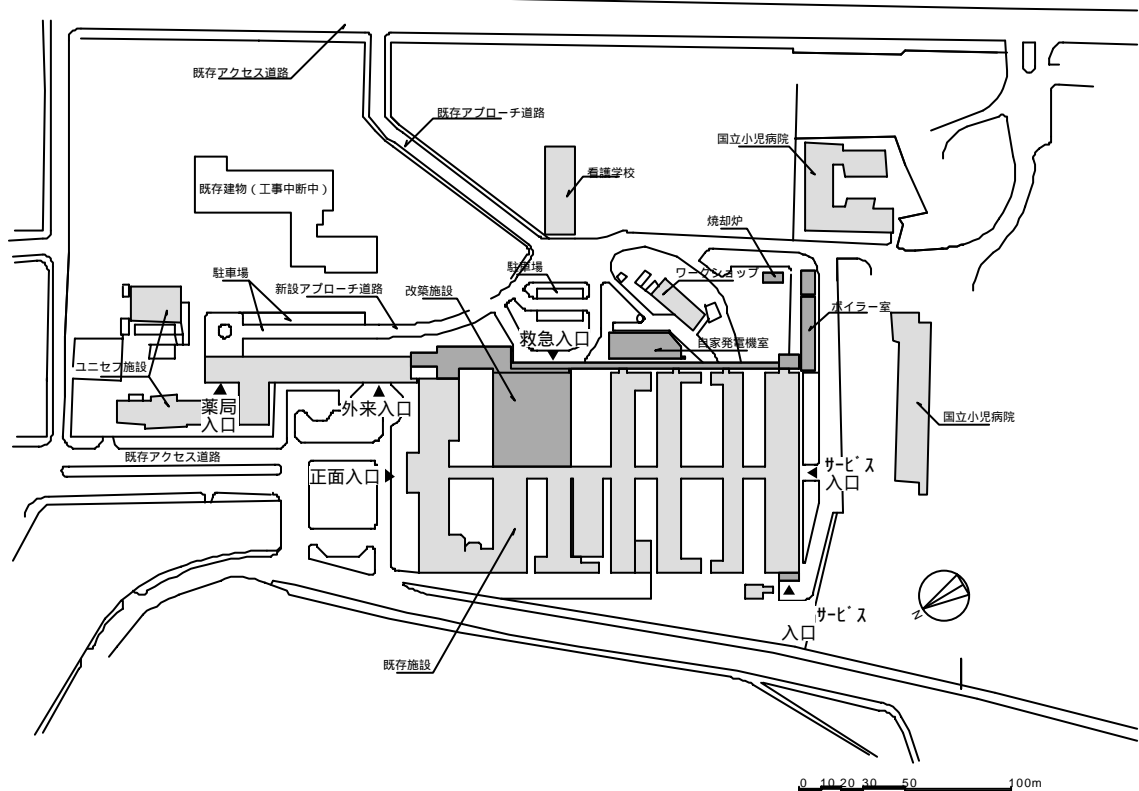 既存アクセス道路
既存アプローチ道路
国立小児病院
看護学校
既存建物(工事中断中)
焼却炉
駐車場
駐車場
ワークショップ
新設アプローチ道路
改築施設
ボイラー室
救急入口
自家発電機室
ユニセフ施設
薬局
入口
外来入口
国立小児病院
既存アクセス道路
正面入口
サービス
入口
N
サービス
入口
既存施設
0 10 20 30 50 100m